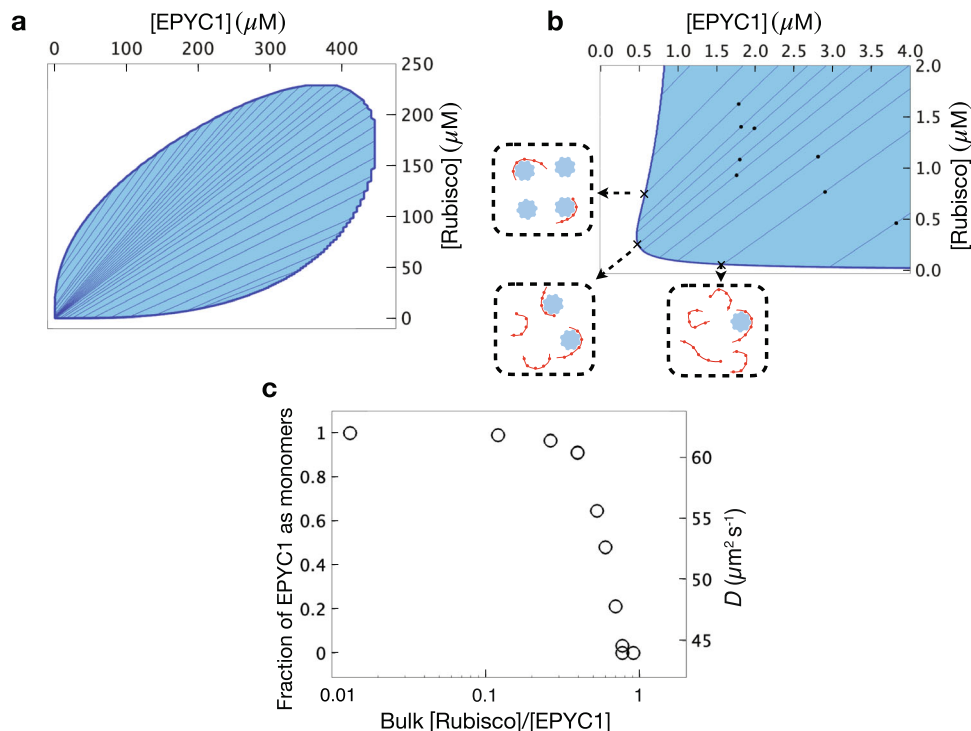 a
[EPYC1] (μM)
0 100 200 300 400
250
200
150
100
50
0
[Rubisco] (μM)
b
[EPYC1] (μM)
0.0 0.5 1.0 1.5 2.0 2.5 3.0 3.5 4.0
2.0
1.5
1.0
0.5
0.0
[Rubisco] (μM)
c
Fraction of EPYC1 as monomers
1
0.8
0.6
0.4
0.2
0
60
55
50
45
D (μm² s⁻¹)
0.01 0.1 1
Bulk [Rubisco]/[EPYC1]